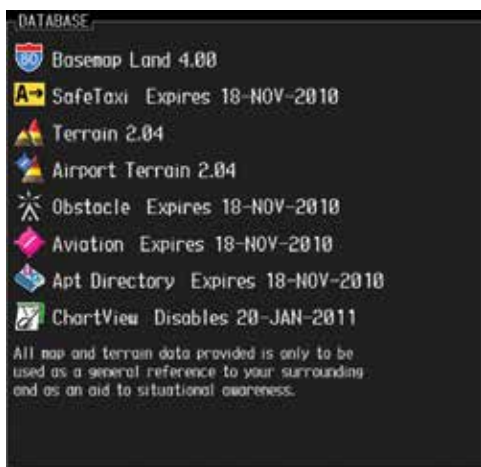 DATABASE
80 Basemap Land 4.00
A→ SafeTaxi Expires 18-NOV-2010
Terrain 2.04
Airport Terrain 2.04
Obstacle Expires 18-NOV-2010
Aviation Expires 18-NOV-2010
Apt Directory Expires 18-NOV-2010
ChartView Disables 20-JAN-2011
All map and terrain data provided is only to be
used as a general reference to your surrounding
and as an aid to situational awareness.